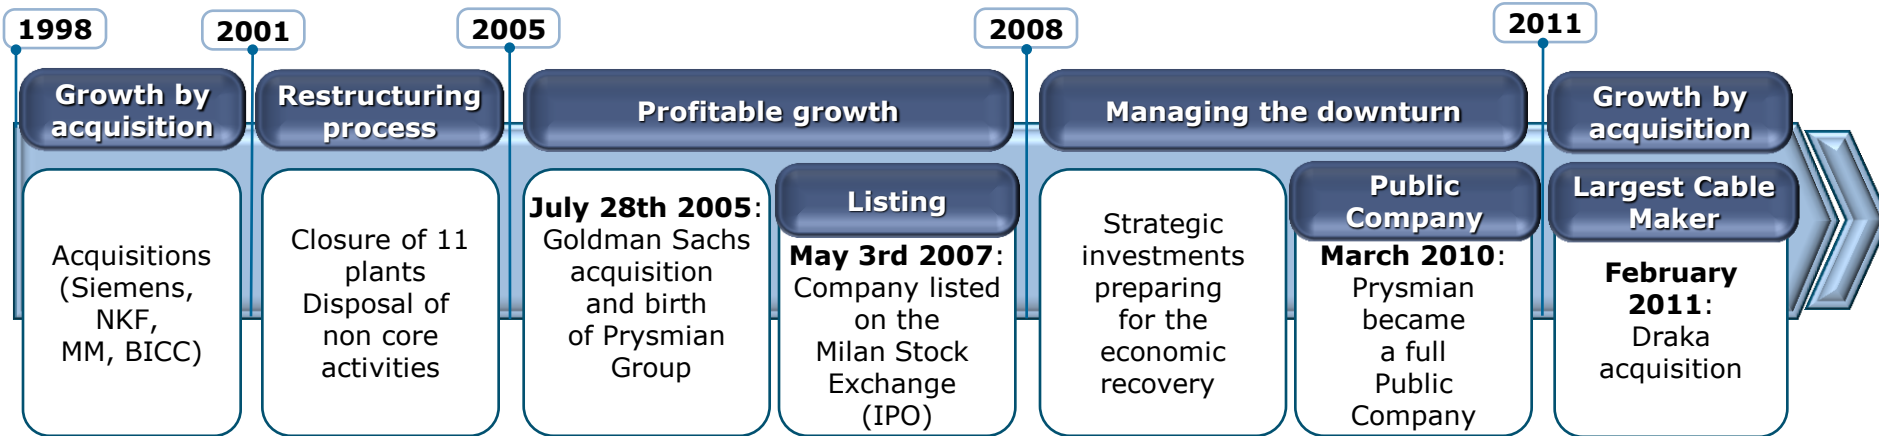 1998
2001
2005
2008
2011
Growth by
acquisition
Restructuring
process
Profitable growth
Managing the downturn
Growth by
acquisition
Acquisitions
(Siemens,
NKF,
MM, BICC)
Closure of 11
plants
Disposal of
non core
activities
July 28th 2005:
Goldman Sachs
acquisition
and birth
of Prysmian
Group
Listing
May 3rd 2007:
Company listed
on the
Milan Stock
Exchange
(IPO)
Strategic
investments
preparing
for the
economic
recovery
Public
Company
March 2010:
Prysmian
became
a full
Public
Company
Largest Cable
Maker
February
2011:
Draka
acquisition